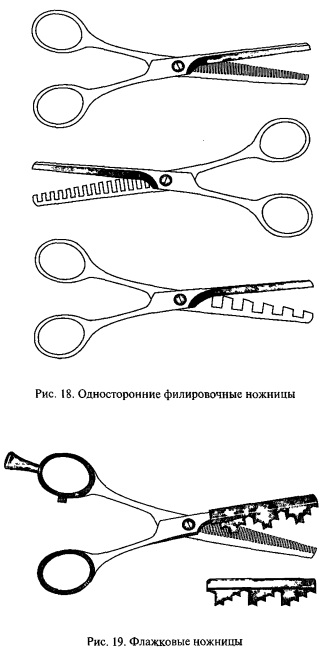 Рис. 18. Односторонние филировочные ножницы
Рис. 19. Флажковые ножницы